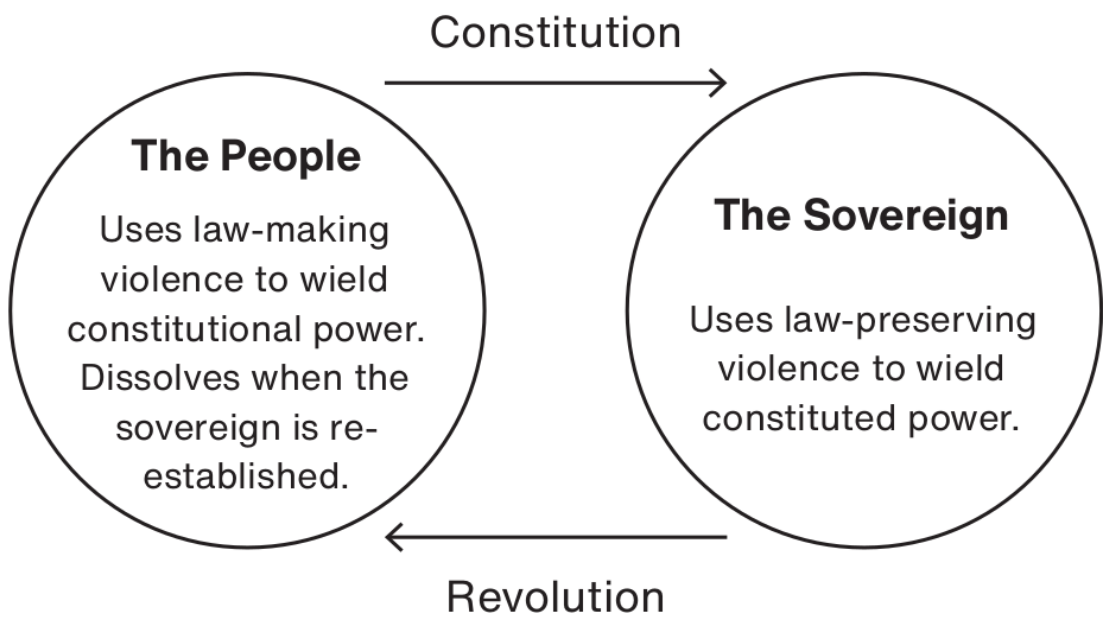 Constitution
The People
Uses law-making
violence to wield
constitutional power.
Dissolves when the
sovereign is re-
established.
The Sovereign
Uses law-preserving
violence to wield
constituted power.
Revolution